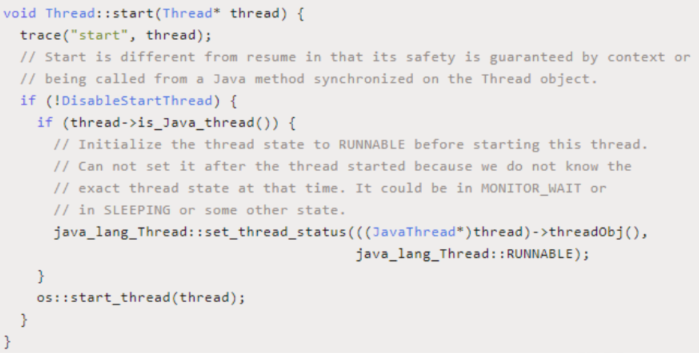 void Thread::start(Thread* thread) {
  trace("start", thread);
  // Start is different from resume in that its safety is guaranteed by context or
  // being called from a Java method synchronized on the Thread object.
  if (!DisableStartThread) {
    if (thread->is_Java_thread()) {
      // Initialize the thread state to RUNNABLE before starting this thread.
      // Can not set it after the thread started because we do not know the
      // exact thread state at that time. It could be in MONITOR_WAIT or
      // in SLEEPING or some other state.
      java_lang_Thread::set_thread_status(((JavaThread*)thread)->threadObj(),
                                          java_lang_Thread::RUNNABLE);
    }
    os::start_thread(thread);
  }
}